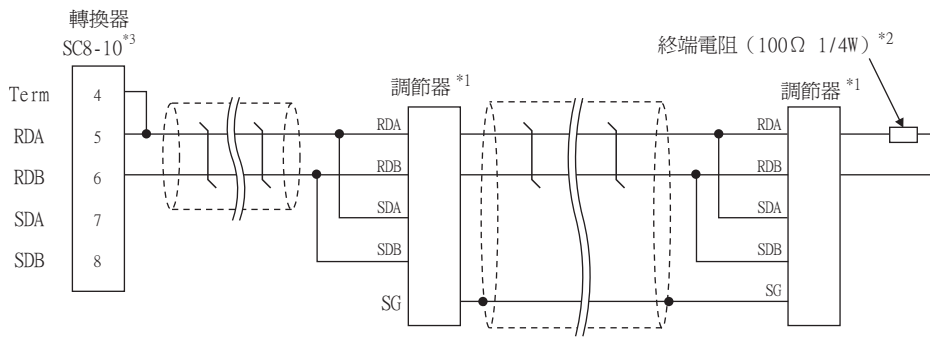 轉換器
SC8-10*3
終端電阻（100Ω 1/4W）*2
調節器*1
調節器*1
Term 4
RDA 5
RDB 6
SDA 7
SDB 8
RDA
RDB
SDA
SDB
SG
RDA
RDB
SDA
SDB
SG